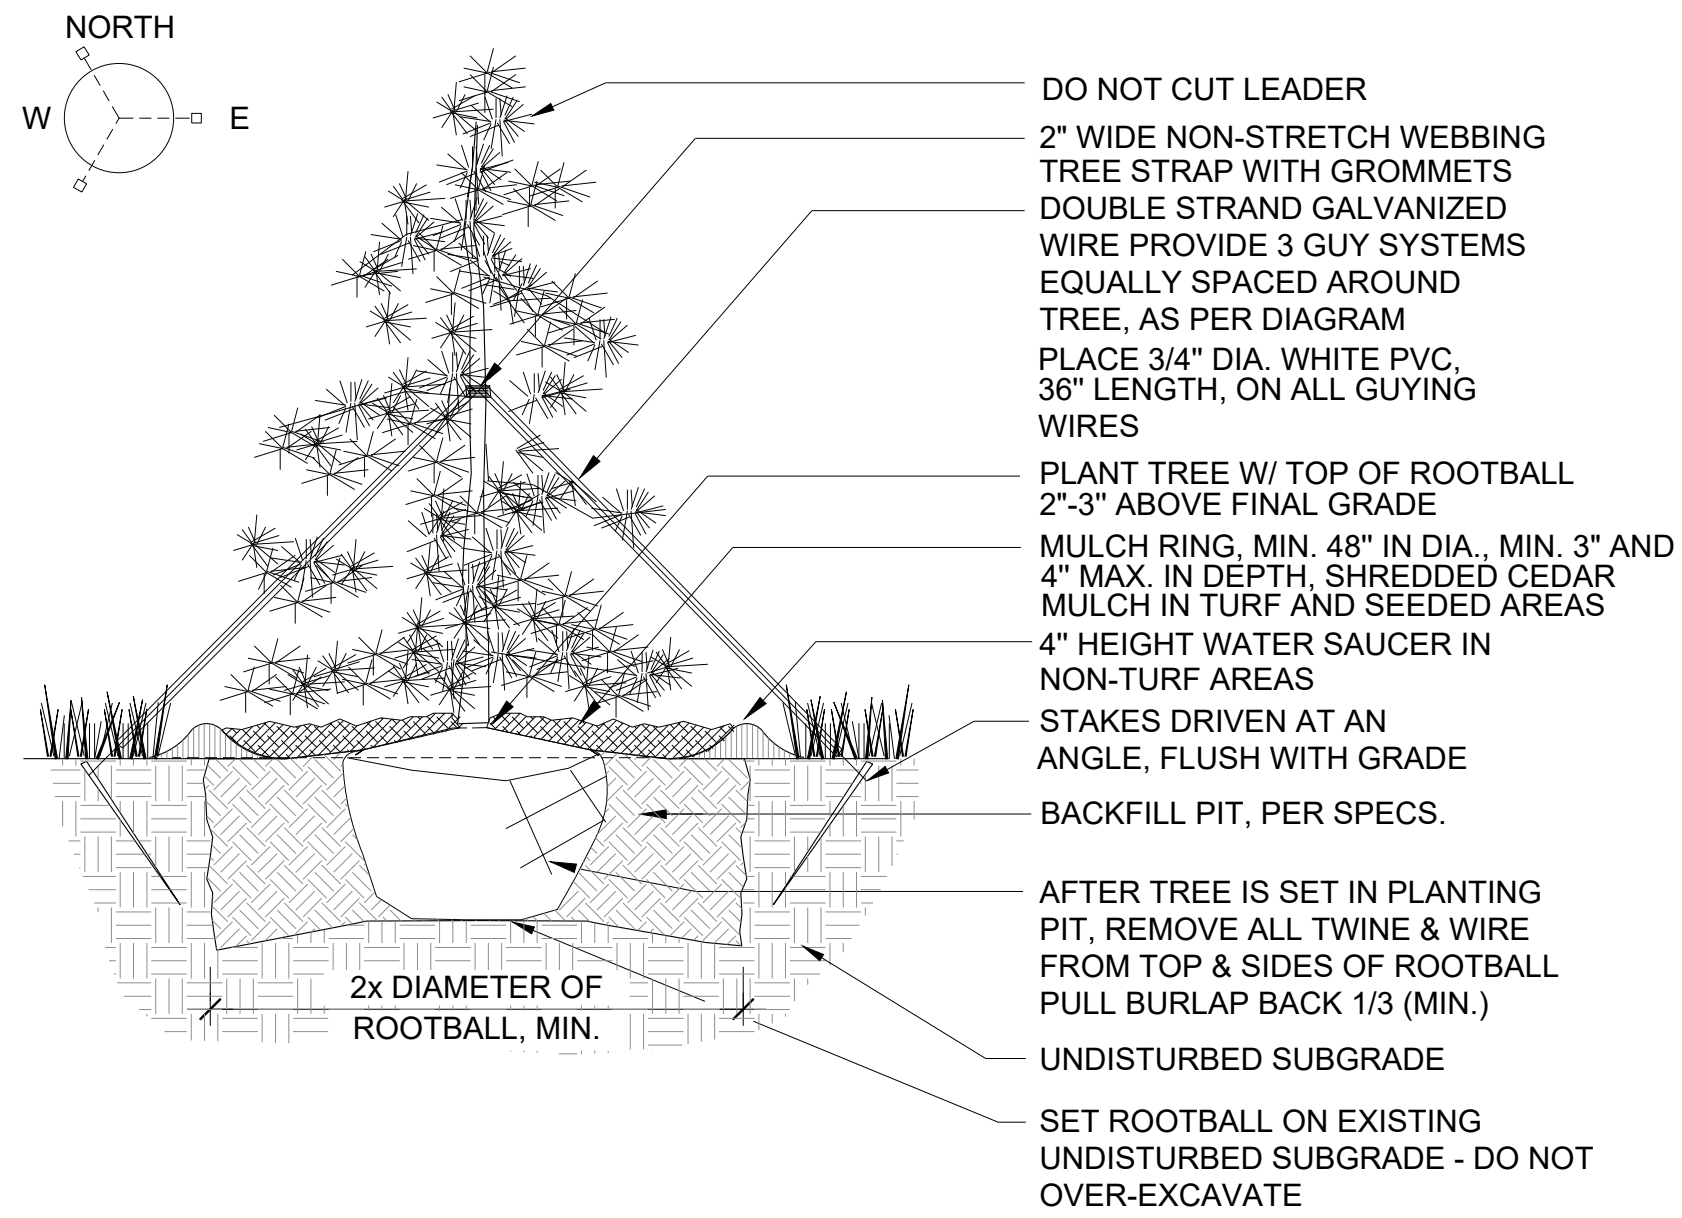 NORTH
W
E
DO NOT CUT LEADER
2" WIDE NON-STRETCH WEBBING
TREE STRAP WITH GROMMETS
DOUBLE STRAND GALVANIZED
WIRE PROVIDE 3 GUY SYSTEMS
EQUALLY SPACED AROUND
TREE, AS PER DIAGRAM
PLACE 3/4" DIA. WHITE PVC,
36" LENGTH, ON ALL GUYING
WIRES
PLANT TREE W/ TOP OF ROOTBALL
2"-3" ABOVE FINAL GRADE
MULCH RING, MIN. 48" IN DIA., MIN. 3" AND
4" MAX. IN DEPTH, SHREDDED CEDAR
MULCH IN TURF AND SEEDED AREAS
4" HEIGHT WATER SAUCER IN
NON-TURF AREAS
STAKES DRIVEN AT AN
ANGLE, FLUSH WITH GRADE
BACKFILL PIT, PER SPECS.
AFTER TREE IS SET IN PLANTING
PIT, REMOVE ALL TWINE & WIRE
FROM TOP & SIDES OF ROOTBALL
PULL BURLAP BACK 1/3 (MIN.)
UNDISTURBED SUBGRADE
SET ROOTBALL ON EXISTING
UNDISTURBED SUBGRADE - DO NOT
OVER-EXCAVATE
2x DIAMETER OF
ROOTBALL, MIN.